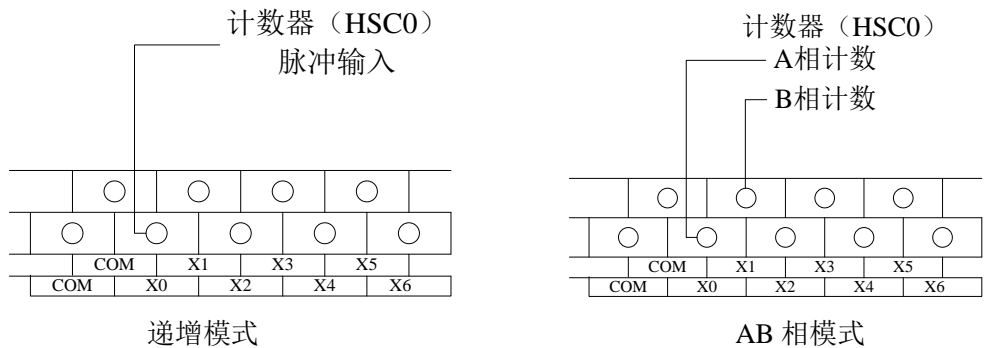 计数器（HSC0）
脉冲输入
COM X1 X3 X5
COM X0 X2 X4 X6
递增模式
计数器（HSC0）
A相计数
B相计数
COM X1 X3 X5
COM X0 X2 X4 X6
AB 相模式